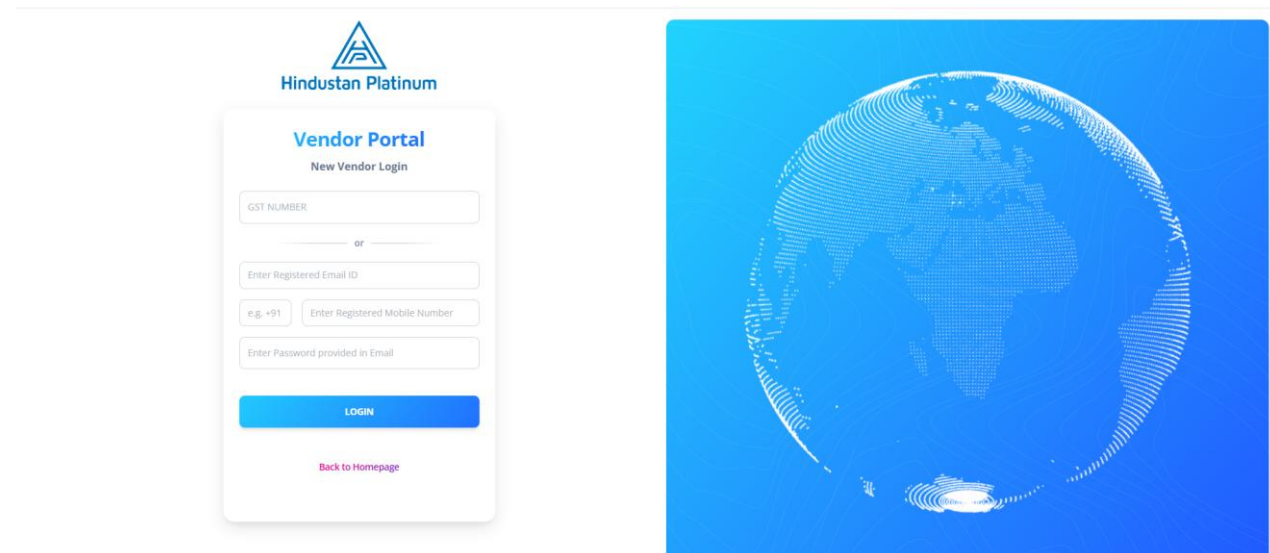 Hindustan Platinum
Vendor Portal
New Vendor Login
GST NUMBER
or
Enter Registered Email ID
e.g. +91 Enter Registered Mobile Number
Enter Password provided in Email
LOGIN
Back to Homepage